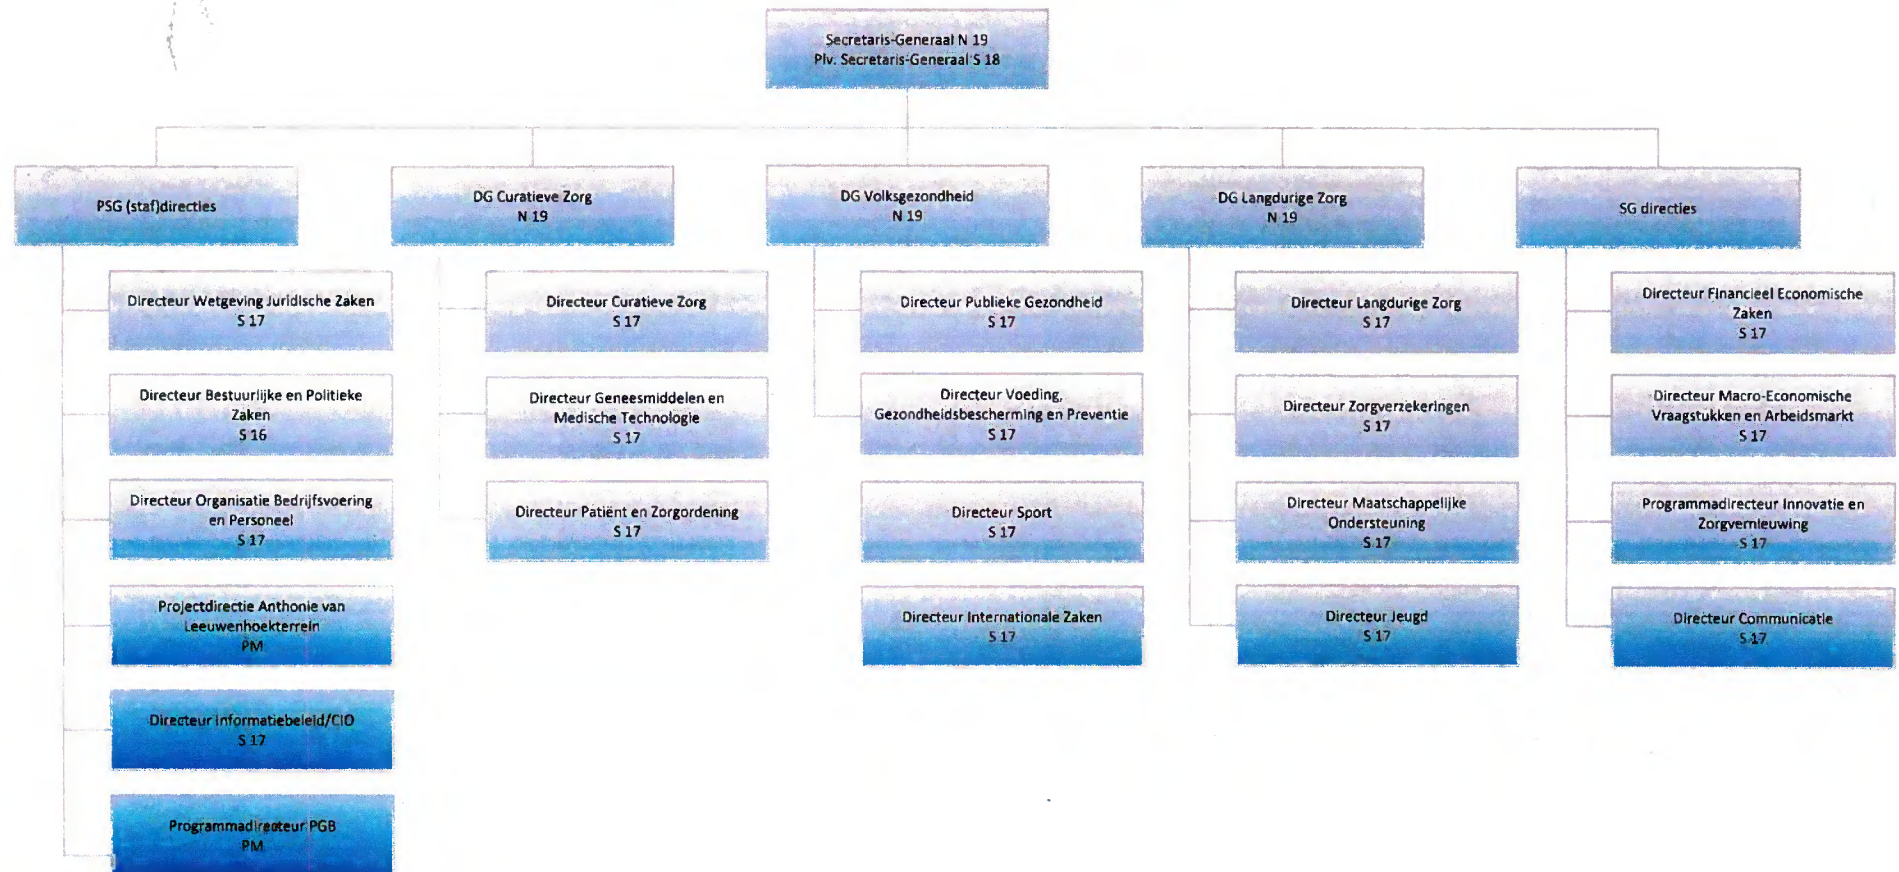 Secretaris-Generaal N 19
Plv. Secretaris-Generaal S 18
PSG (staf)directies
DG Curatieve Zorg
N 19
DG Volksgezondheid
N 19
DG Langdurige Zorg
N 19
SG directies
Directeur Wetgeving Juridische Zaken
S 17
Directeur Bestuurlijke en Politieke
Zaken
S 16
Directeur Organisatie Bedrijfsvoering
en Personeel
S 17
Projectdirectie Anthonie van
Leeuwenhoekterrein
PM
Directeur Informatiebeleid/CIO
S 17
Programmadirecteur PGB
PM
Directeur Curatieve Zorg
S 17
Directeur Geneesmiddelen en
Medische Technologie
S 17
Directeur Patiënt en Zorgordening
S 17
Directeur Publieke Gezondheid
S 17
Directeur Voeding,
Gezondheidsbescherming en Preventie
S 17
Directeur Sport
S 17
Directeur Internationale Zaken
S 17
Directeur Langdurige Zorg
S 17
Directeur Zorgverzekeringen
S 17
Directeur Maatschappelijke
Ondersteuning
S 17
Directeur Jeugd
S 17
Directeur Financieel Economische
Zaken
S 17
Directeur Macro-Economische
Vraagstukken en Arbeidsmarkt
S 17
Programmadirecteur Innovatie en
Zorgvernieuwing
S 17
Directeur Communicatie
S 17